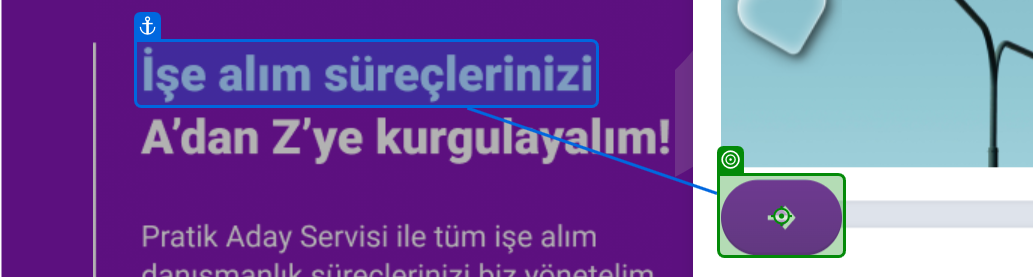 İşe alım süreçlerinizi
A’dan Z’ye kurgulayalım!
Pratik Aday Servisi ile tüm işe alım
danışmanlık süreçlerinizi biz yönetelim